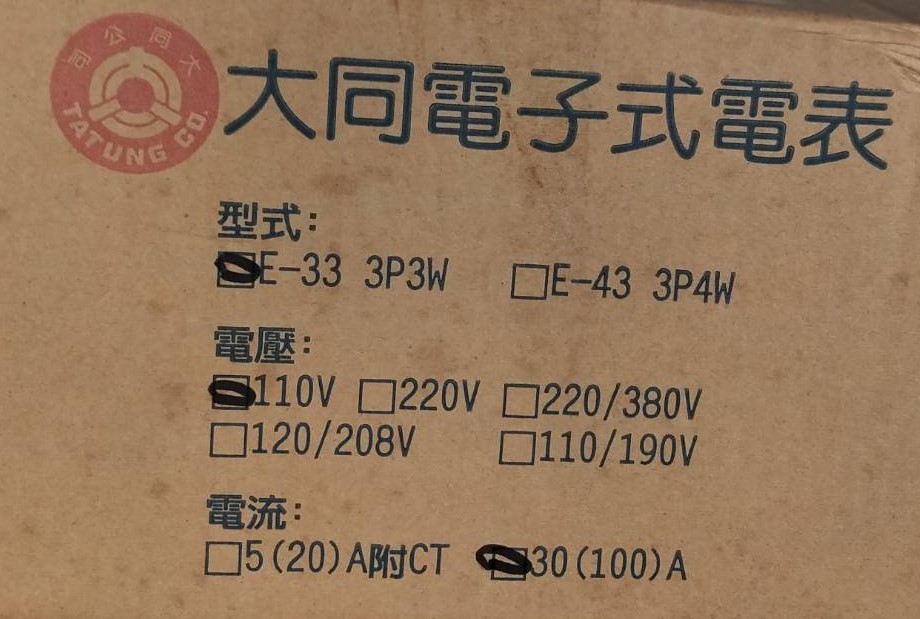 大同公司
TATUNG CO.
大同電子式電表
型式:
E-33 3P3W □E-43 3P4W
電壓:
110V □220V □220/380V
□120/208V □110/190V
電流:
□5(20)A附CT 30(100)A